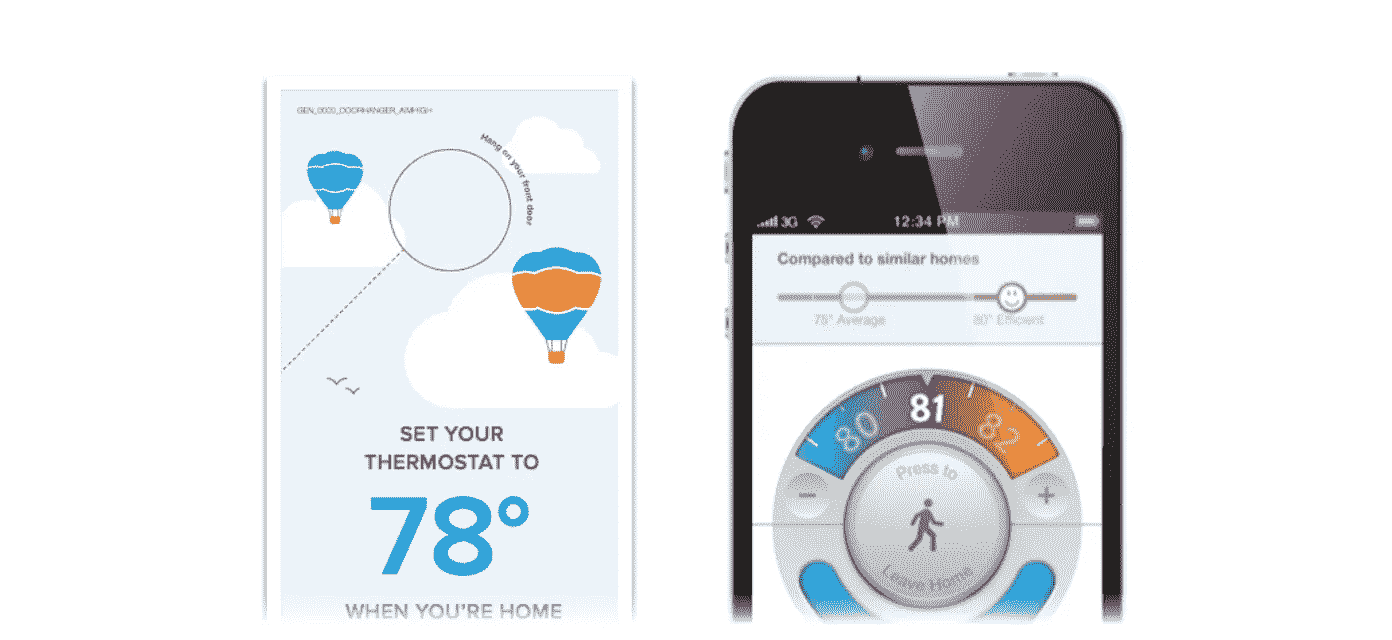 GEN_0000_DOORHANGER_AWHIGH
Hang on your front door
SET YOUR
THERMOSTAT TO
78°
WHEN YOU'RE HOME
3G
12:34 PM
Compared to similar homes
75° Average
80° Efficient
80
81
82
Press to
Leave Home